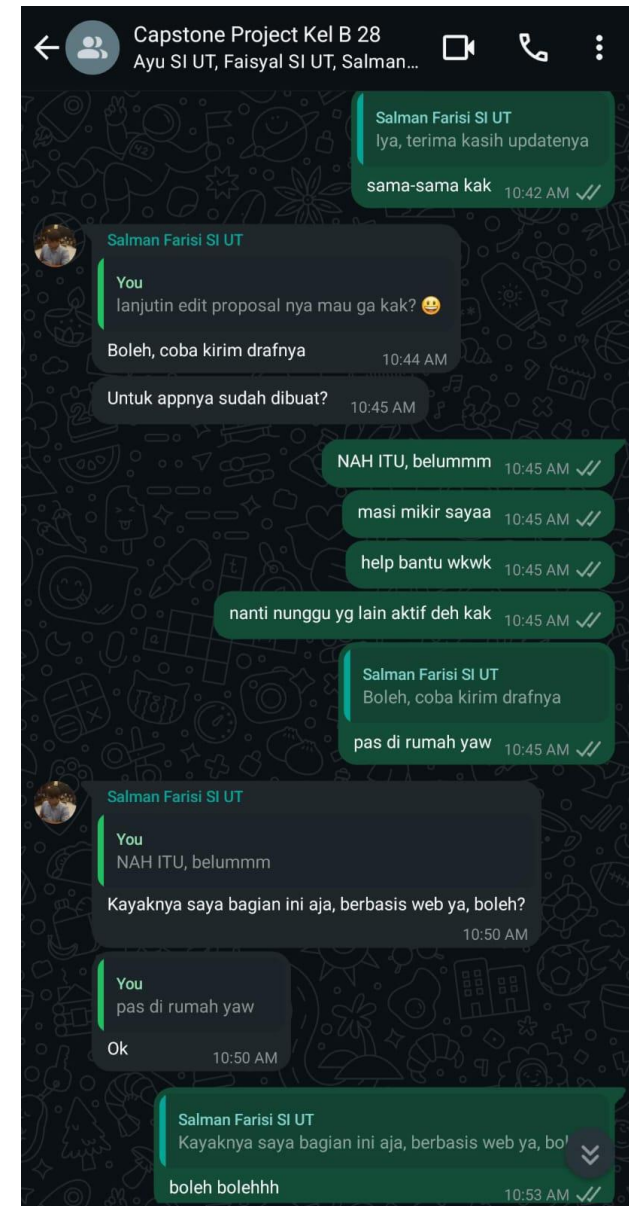 Capstone Project Kel B 28
Ayu SI UT, Faisyal SI UT, Salman...
Salman Farisi SI UT
Iya, terima kasih updatenya
sama-sama kak 10:42 AM
Salman Farisi SI UT
You
lanjutin edit proposal nya mau ga kak? 😃
Boleh, coba kirim drafnya 10:44 AM
Untuk appnya sudah dibuat? 10:45 AM
NAH ITU, belummm 10:45 AM
masi mikir sayaa 10:45 AM
help bantu wkwk 10:45 AM
nanti nunggu yg lain aktif deh kak 10:45 AM
Salman Farisi SI UT
Boleh, coba kirim drafnya
pas di rumah yaw 10:45 AM
Salman Farisi SI UT
You
NAH ITU, belummm
Kayaknya saya bagian ini aja, berbasis web ya, boleh?
10:50 AM
You
pas di rumah yaw
Ok 10:50 AM
Salman Farisi SI UT
Kayaknya saya bagian ini aja, berbasis web ya, bol
boleh bolehhh 10:53 AM